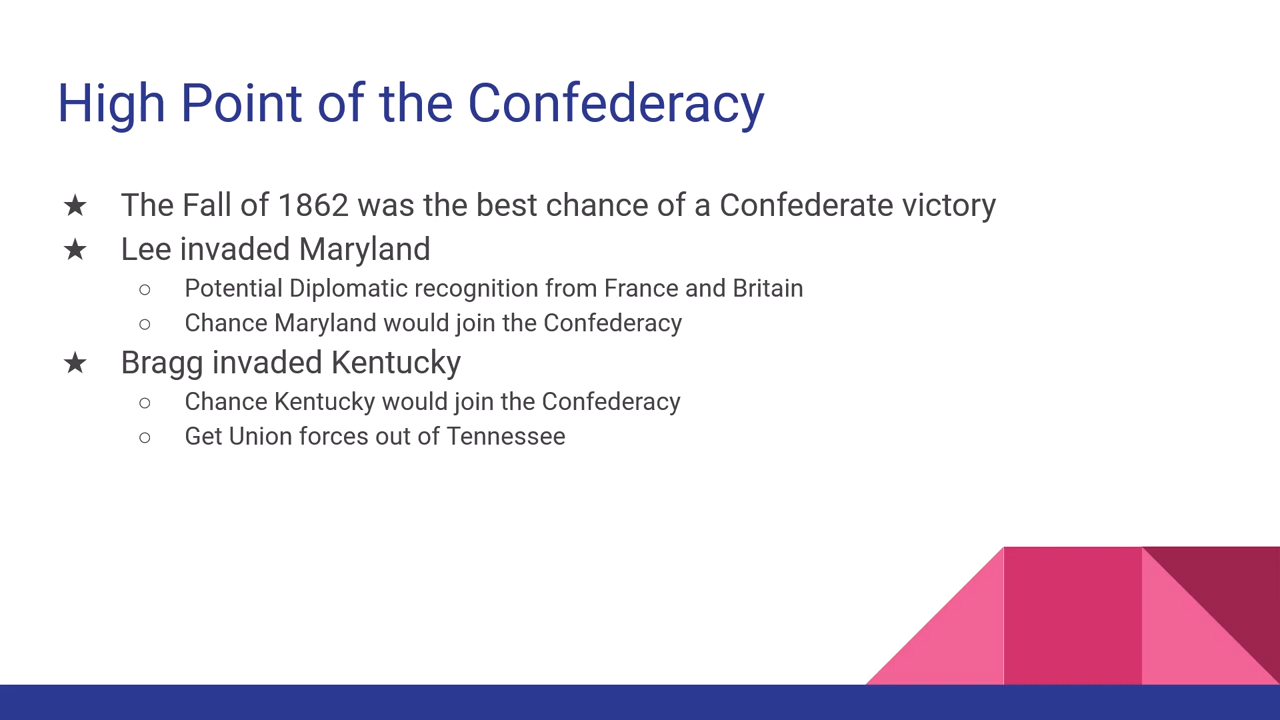 High Point of the Confederacy
★ The Fall of 1862 was the best chance of a Confederate victory
★ Lee invaded Maryland
○ Potential Diplomatic recognition from France and Britain
○ Chance Maryland would join the Confederacy
★ Bragg invaded Kentucky
○ Chance Kentucky would join the Confederacy
○ Get Union forces out of Tennessee